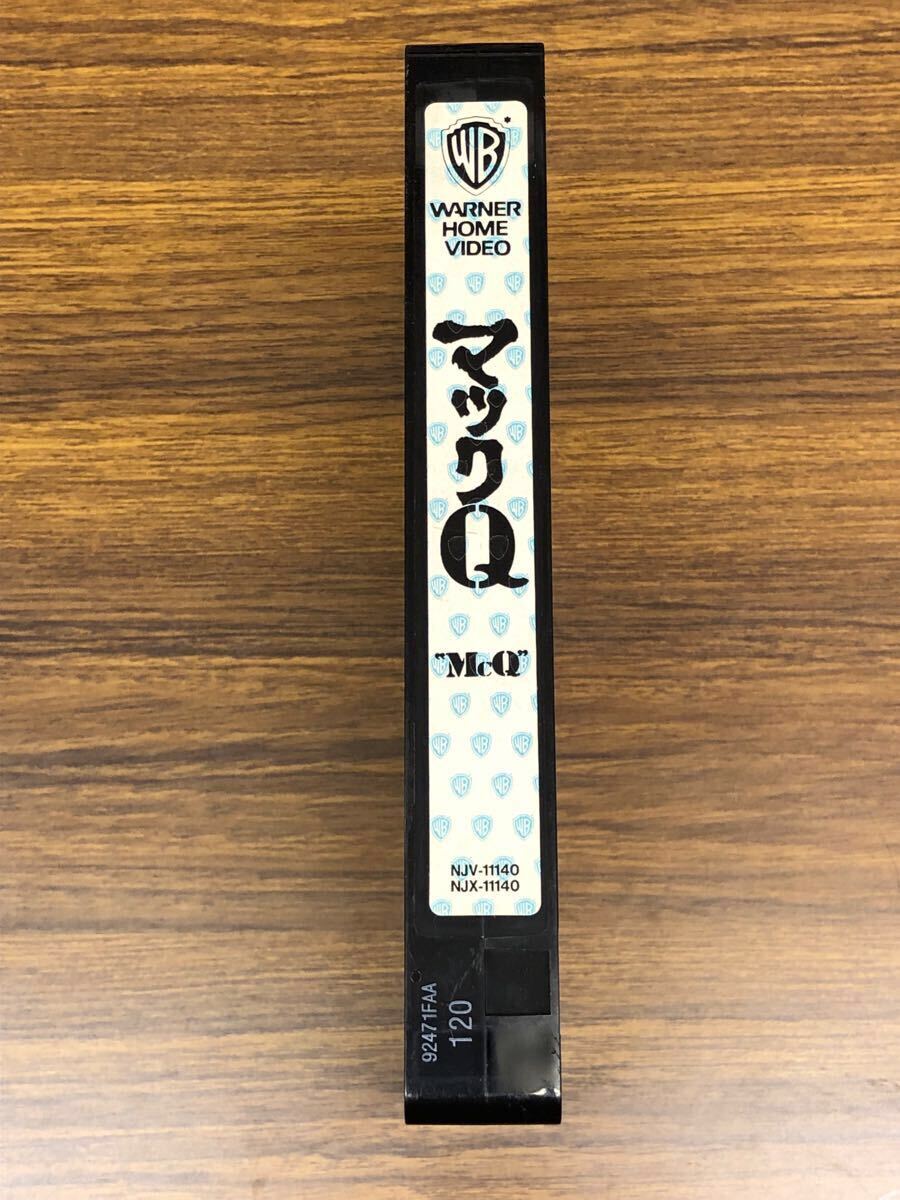 WB
WARNER
HOME
VIDEO
マックQ
"McQ"
NJV-11140
NJX-11140
92471FAA
120